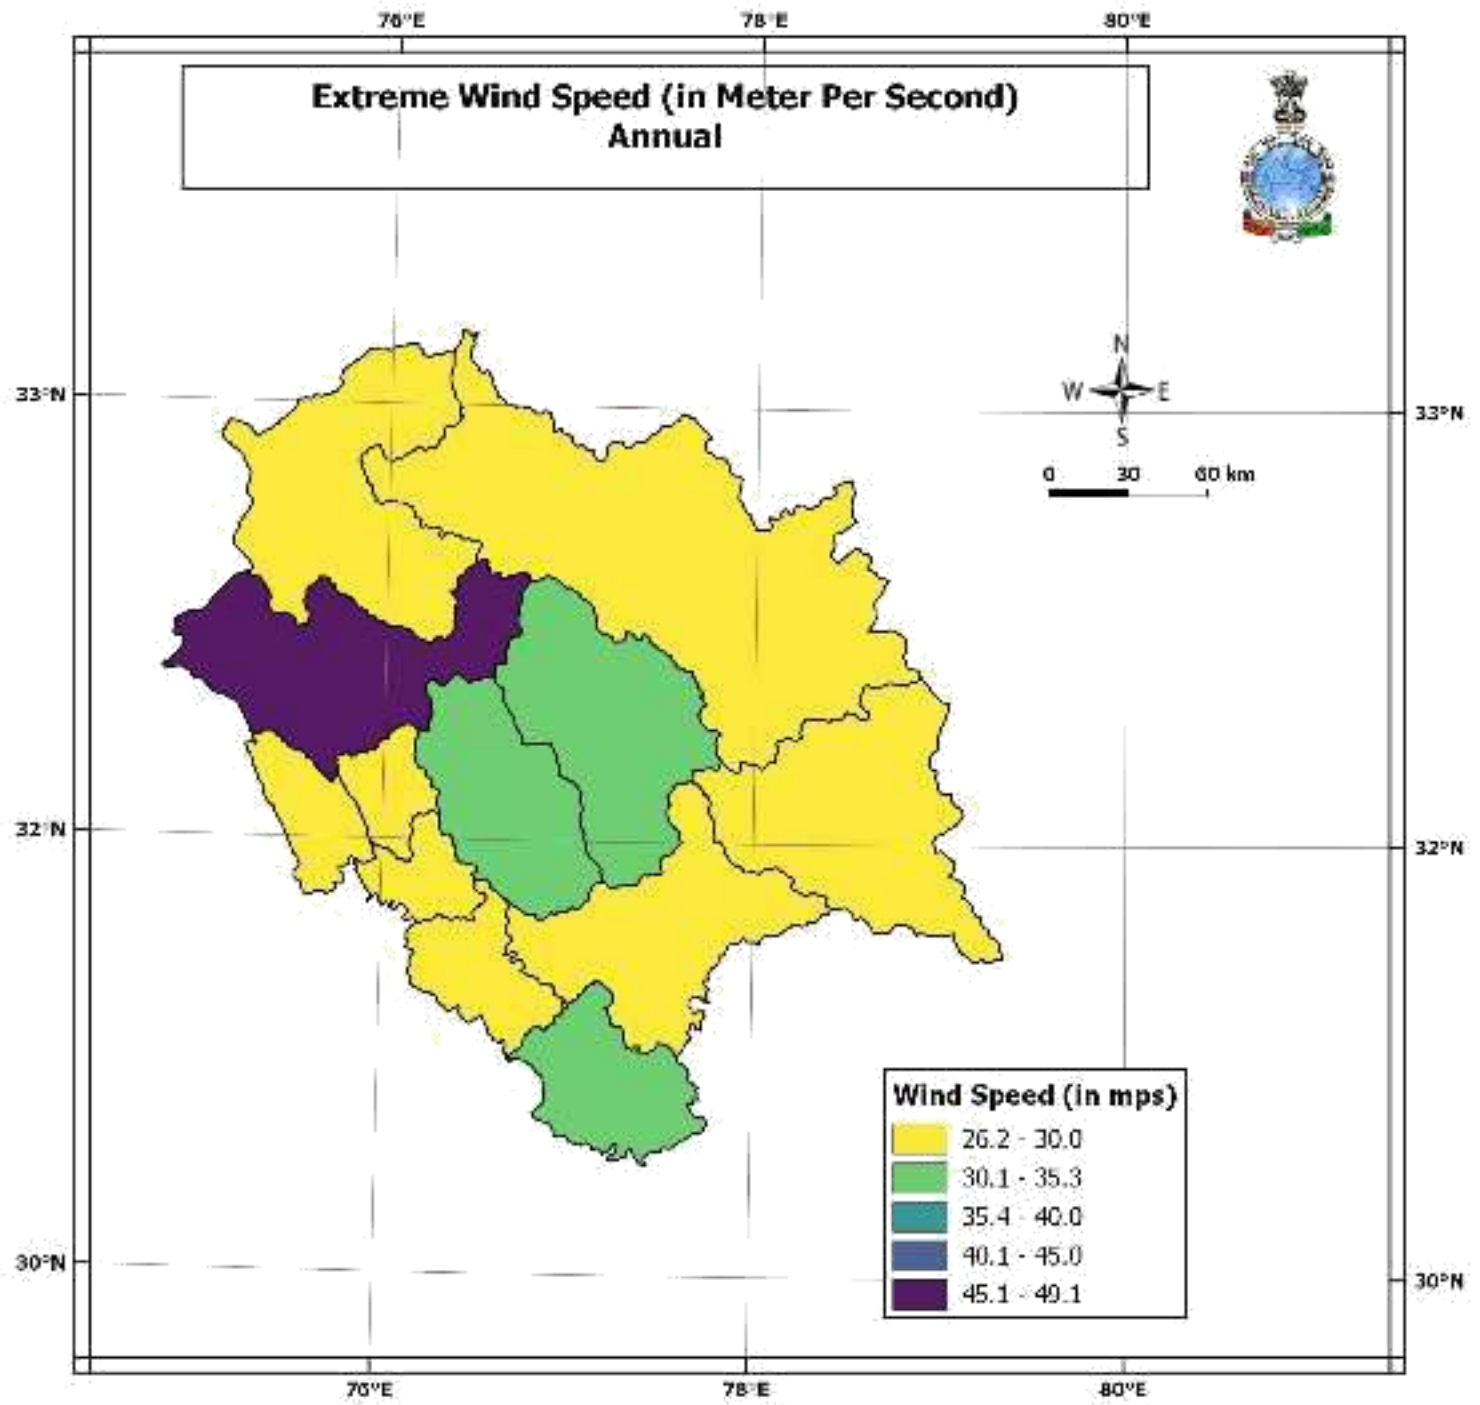 76°E 78°E 80°E
Extreme Wind Speed (in Meter Per Second)
Annual
N
W E
S
33°N 33°N
0 30 60 km
32°N 32°N
Wind Speed (in mps)
26.2 - 30.0
30.1 - 35.3
35.4 - 40.0
40.1 - 45.0
45.1 - 49.1
30°N 30°N
76°E 78°E 80°E